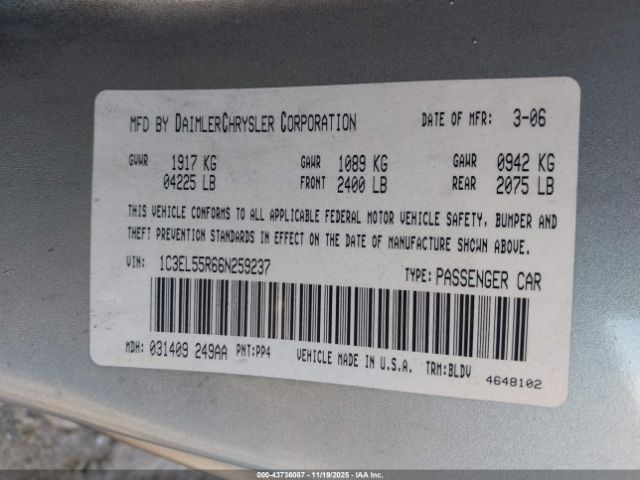 MFD BY DAIMLERCHRYSLER CORPORATION DATE OF MFR: 3-06
GVWR 1917 KG GAWR 1089 KG GAWR 0942 KG
04225 LB FRONT 2400 LB REAR 2075 LB
THIS VEHICLE CONFORMS TO ALL APPLICABLE FEDERAL MOTOR VEHICLE SAFETY, BUMPER AND
THEFT PREVENTION STANDARDS IN EFFECT ON THE DATE OF MANUFACTURE SHOWN ABOVE.
VIN: 1C3EL55R66N259237 TYPE: PASSENGER CAR
MDH: 031409 249AA PNT:PP4 VEHICLE MADE IN U.S.A. TRM:BLDV
4648102
000-43736087 - 11/19/2025 - IAA Inc.